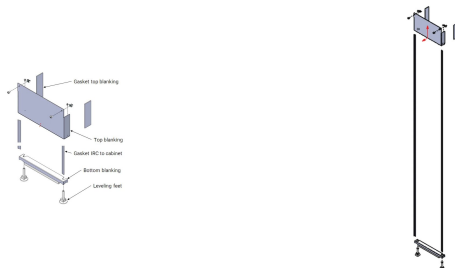 Gasket top blanking
Top blanking
Gasket IRC to cabinet
Bottom blanking
Leveling feet